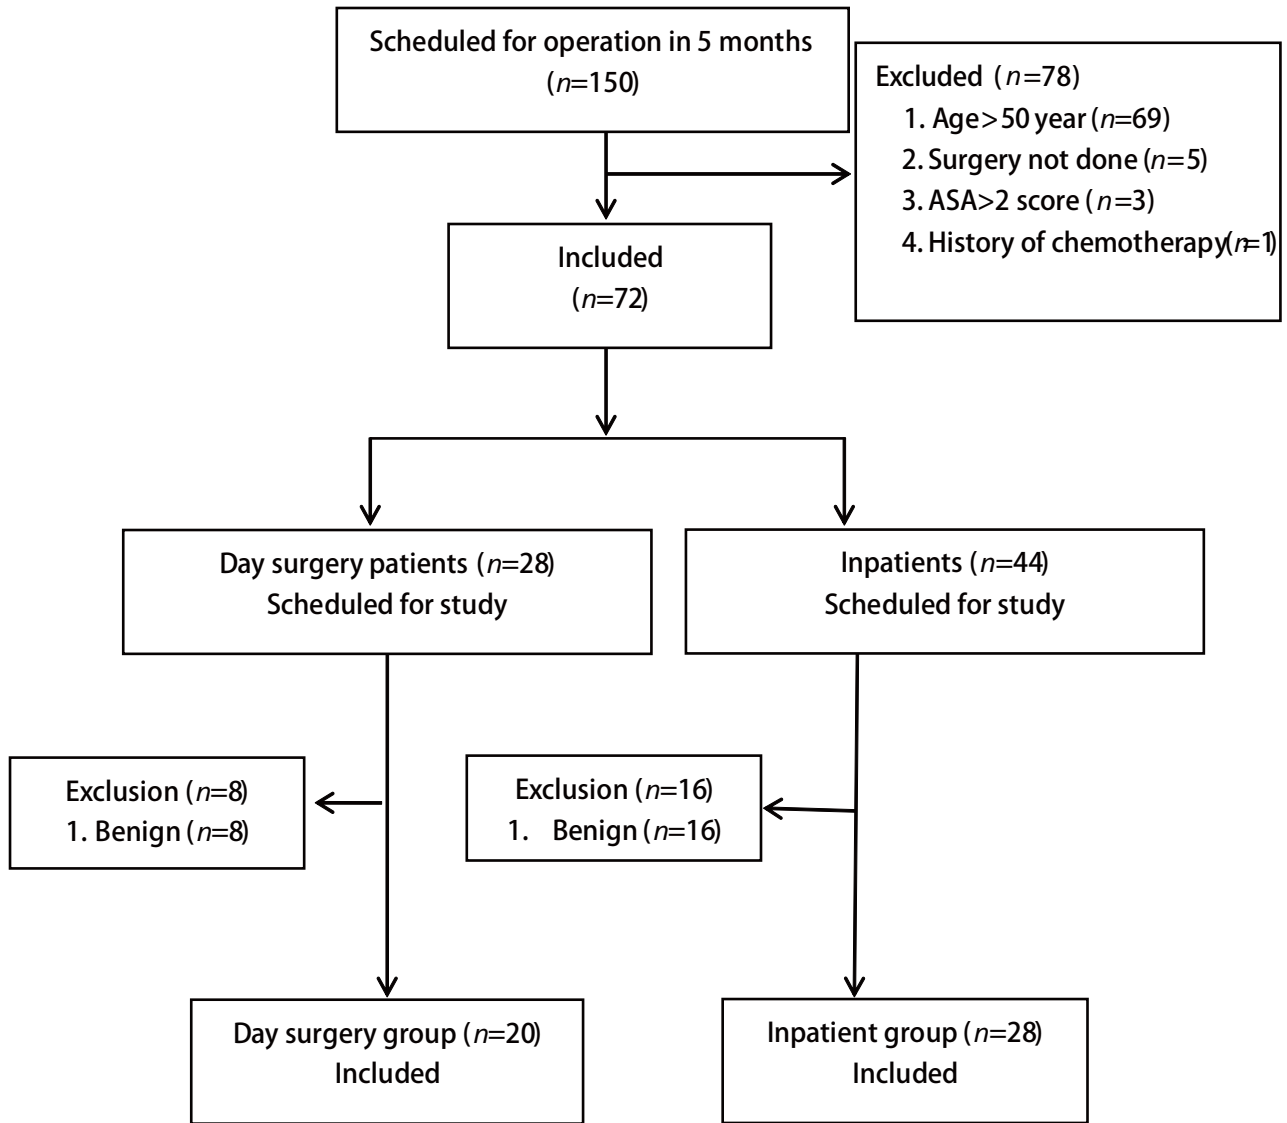 Scheduled for operation in 5 months
(n=150)
Excluded (n=78)
1. Age>50 year (n=69)
2. Surgery not done (n=5)
3. ASA>2 score (n=3)
4. History of chemotherapy(n=1)
Included
(n=72)
Day surgery patients (n=28)
Scheduled for study
Inpatients (n=44)
Scheduled for study
Exclusion (n=8)
1. Benign (n=8)
Exclusion (n=16)
1. Benign (n=16)
Day surgery group (n=20)
Included
Inpatient group (n=28)
Included